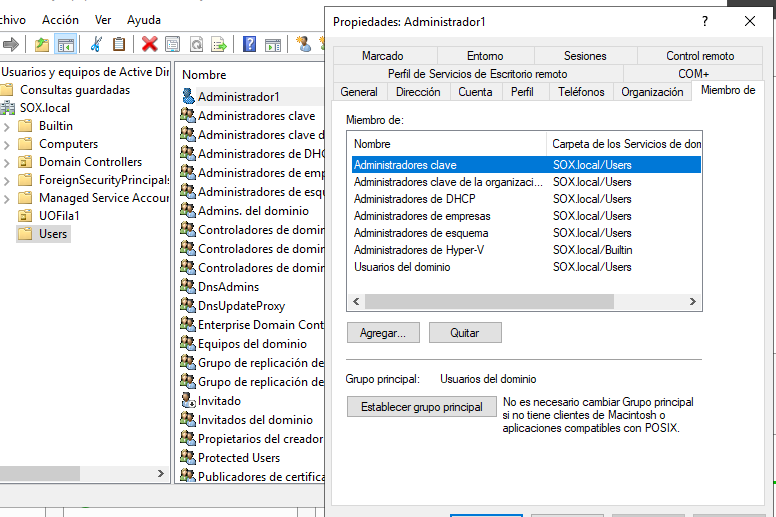 chivo Acción Ver Ayuda
Usuarios y equipos de Active Dir
Consultas guardadas
SOX.local
Builtin
Computers
Domain Controllers
ForeignSecurityPrincipals
Managed Service Accour
UOFila1
Users
Nombre
Administrador1
Administradores clave
Administradores clave d
Administradores de DHC
Administradores de emp
Administradores de esqu
Admins. del dominio
Controladores de domin
Controladores de domin
Controladores de domin
DnsAdmins
DnsUpdateProxy
Enterprise Domain Cont
Equipos del dominio
Grupo de replicación de
Grupo de replicación de
Invitado
Invitados del dominio
Propietarios del creador
Protected Users
Publicadores de certifica
Propiedades: Administrador1
Marcado Entorno Sesiones Control remoto
Perfil de Servicios de Escritorio remoto COM+
General Dirección Cuenta Perfil Teléfonos Organización Miembro de
Miembro de:
Nombre Carpeta de los Servicios de dom
Administradores clave SOX.local/Users
Administradores clave de la organizaci... SOX.local/Users
Administradores de DHCP SOX.local/Users
Administradores de empresas SOX.local/Users
Administradores de esquema SOX.local/Users
Administradores de Hyper-V SOX.local/Builtin
Usuarios del dominio SOX.local/Users
Agregar... Quitar
Grupo principal: Usuarios del dominio
Establecer grupo principal
No es necesario cambiar Grupo principal
si no tiene clientes de Macintosh o
aplicaciones compatibles con POSIX.